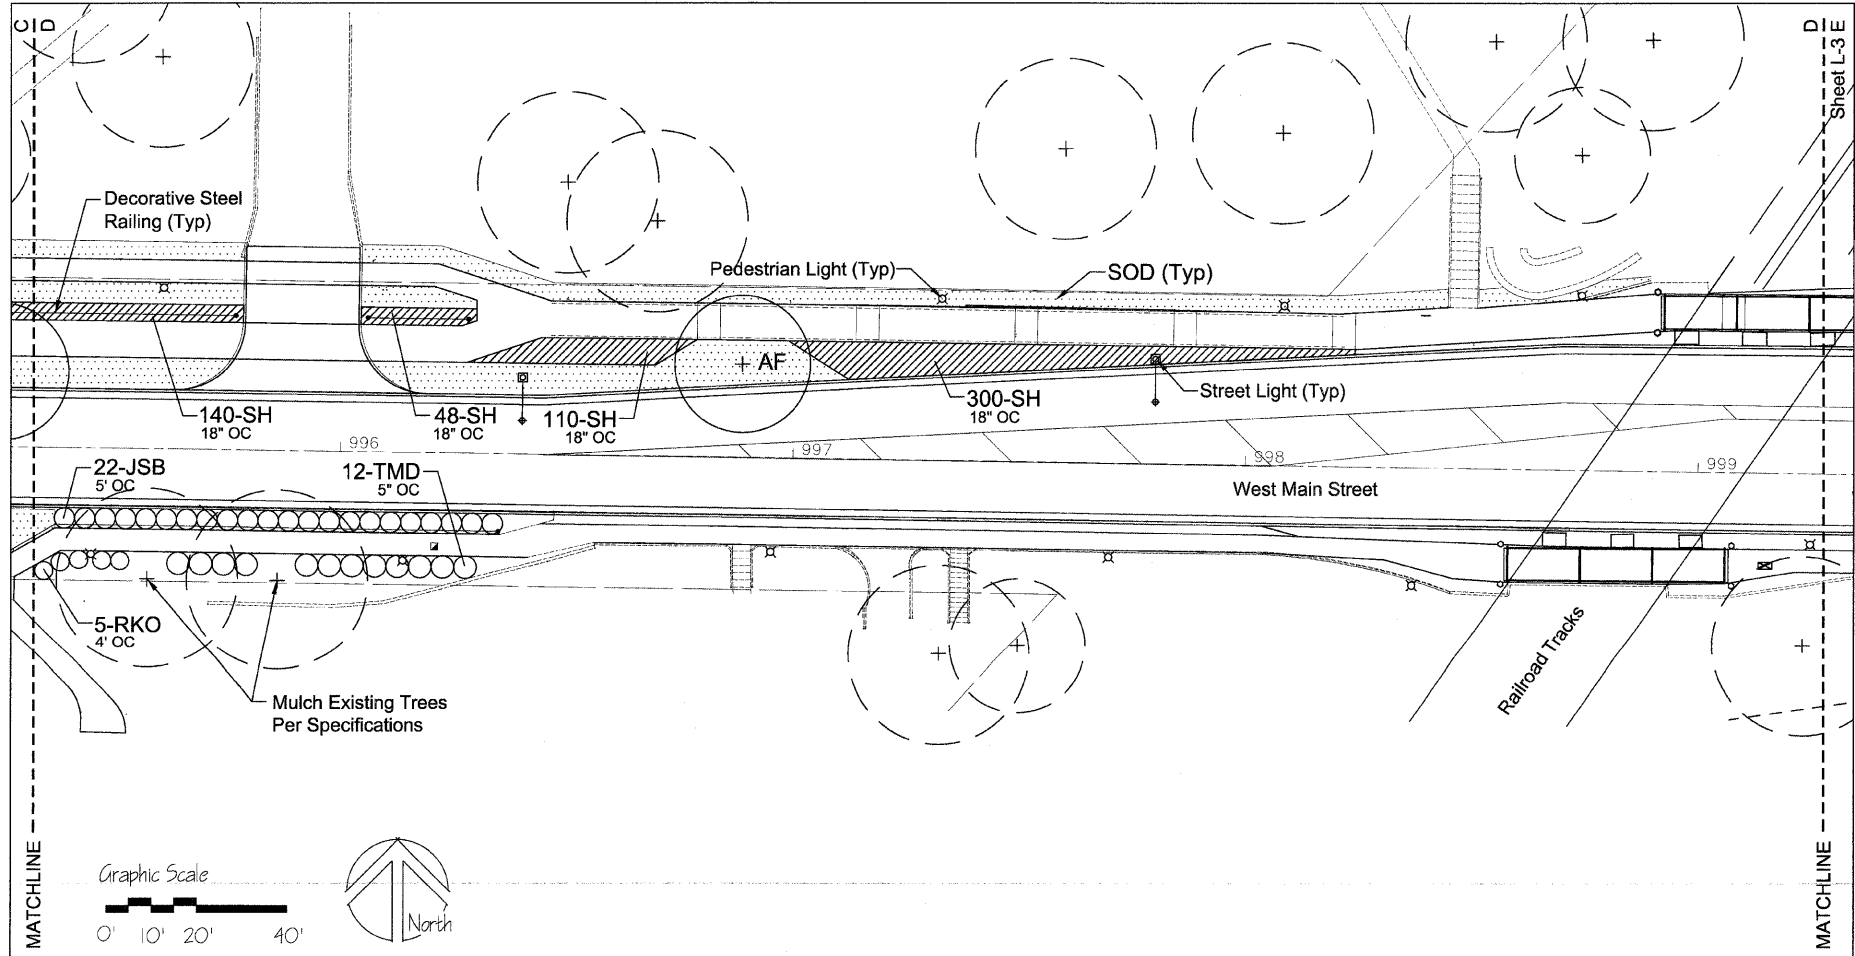 C
D
D
Sheet L-3 E
Decorative Steel
Railing (Typ)
Pedestrian Light (Typ)
SOD (Typ)
AF
140-SH
18" OC
48-SH
18" OC
110-SH
18" OC
300-SH
18" OC
Street Light (Typ)
996
997
998
999
22-JSB
5' OC
12-TMD
5" OC
West Main Street
5-RKO
4' OC
Mulch Existing Trees
Per Specifications
Railroad Tracks
MATCHLINE
MATCHLINE
Graphic Scale
0' 10' 20' 40'
North